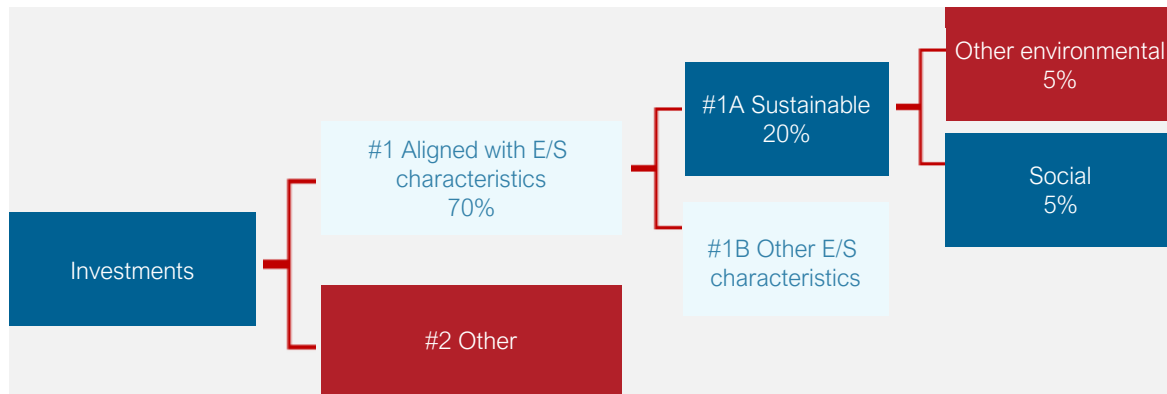 Investments
#1 Aligned with E/S
characteristics
70%
#2 Other
#1A Sustainable
20%
#1B Other E/S
characteristics
Other environmental
5%
Social
5%